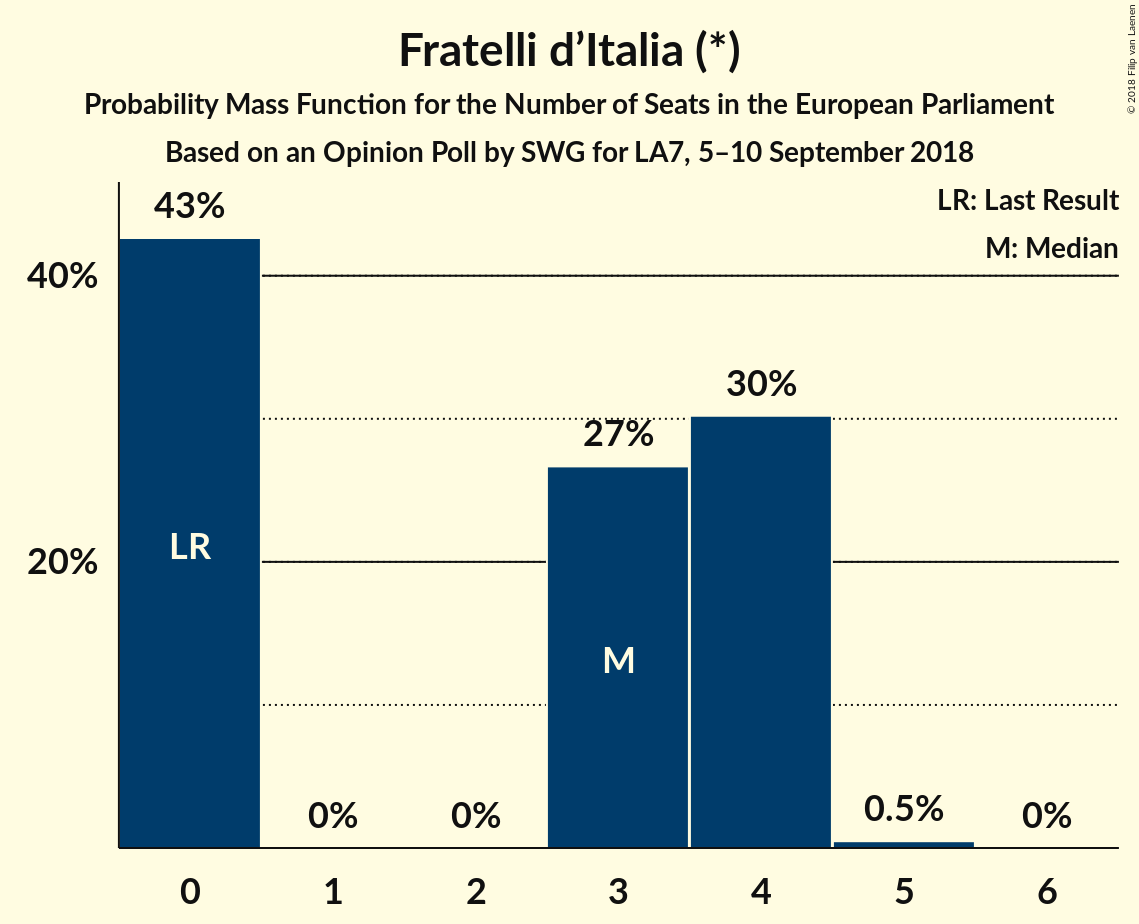 Fratelli d’Italia (*)
Probability Mass Function for the Number of Seats in the European Parliament
Based on an Opinion Poll by SWG for LA7, 5–10 September 2018
© 2018 Filip van Laenen
LR: Last Result
M: Median
43%
40%
30%
27%
LR
20%
M
0%
0%
0.5%
0%
0
1
2
3
4
5
6